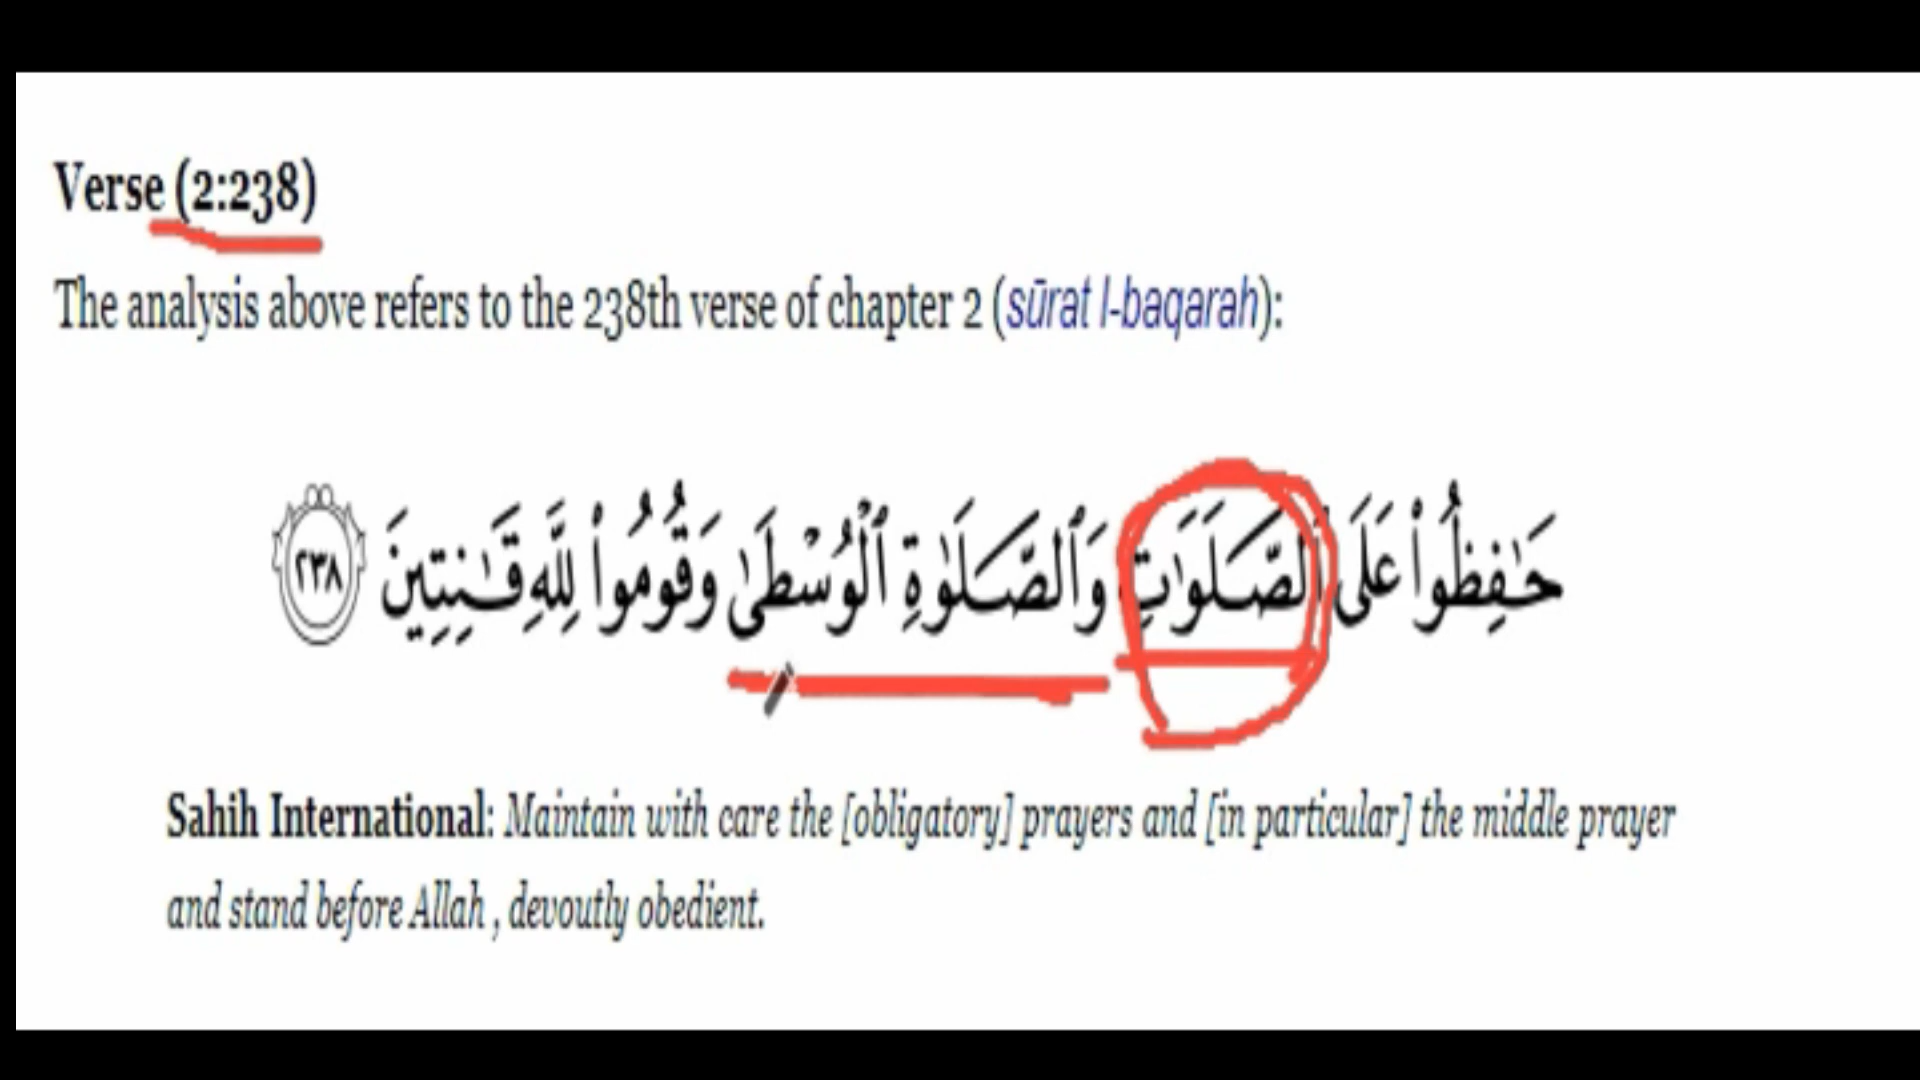 Verse (2:238)
The analysis above refers to the 238th verse of chapter 2 (sūrat l-baqarah):
حَـٰفِظُوا۟ عَلَى ٱلصَّلَوَٰتِ وَٱلصَّلَوٰةِ ٱلْوُسْطَىٰ وَقُومُوا۟ لِلَّهِ قَـٰنِتِينَ ٢٣٨
Sahih International: Maintain with care the [obligatory] prayers and [in particular] the middle prayer
and stand before Allah , devoutly obedient.